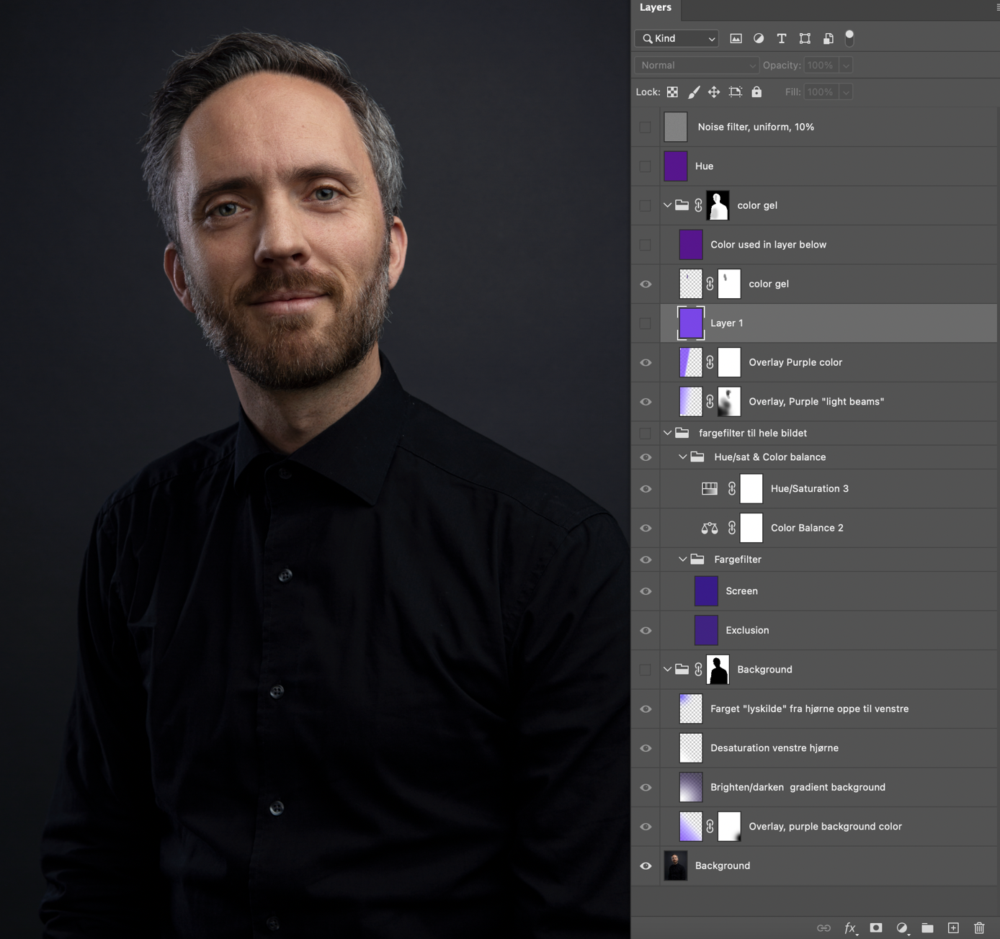 Layers
Kind
Normal Opacity: 100%
Lock: Fill: 100%
Noise filter, uniform, 10%
Hue
color gel
Color used in layer below
color gel
Layer 1
Overlay Purple color
Overlay, Purple "light beams"
fargefilter til hele bildet
Hue/sat & Color balance
Hue/Saturation 3
Color Balance 2
Fargefilter
Screen
Exclusion
Background
Farget "lyskilde" fra hjørne oppe til venstre
Desaturation venstre hjørne
Brighten/darken  gradient background
Overlay, purple background color
Background
fx